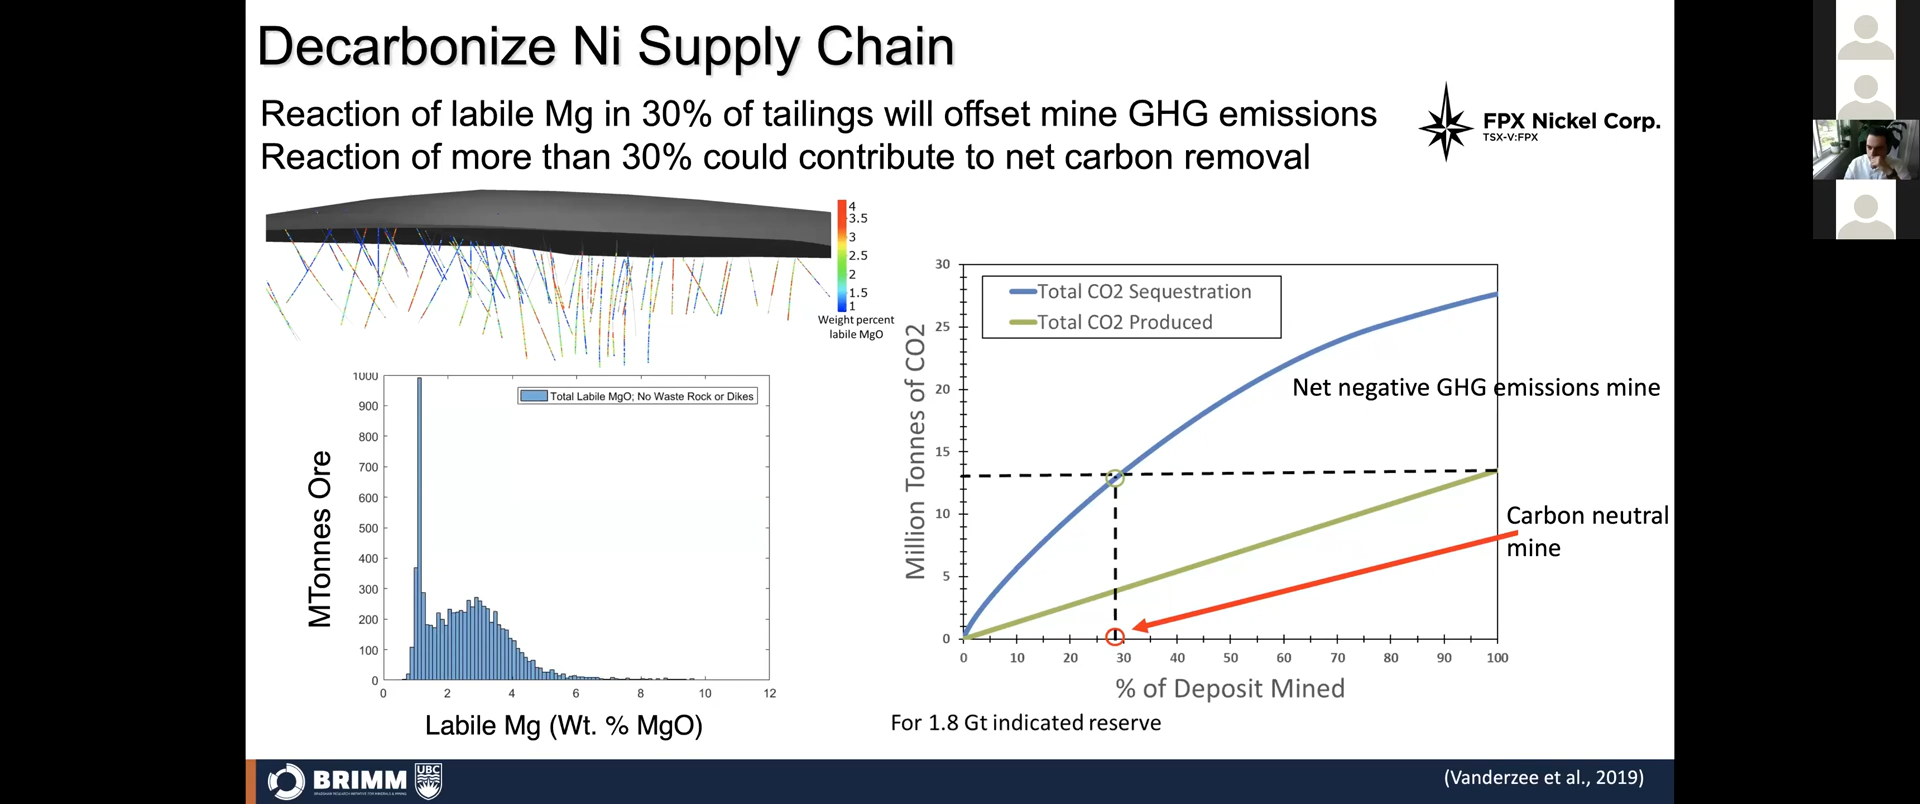 Decarbonize Ni Supply Chain
Reaction of labile Mg in 30% of tailings will offset mine GHG emissions
Reaction of more than 30% could contribute to net carbon removal
FPX Nickel Corp.
TSX-V:FPX
4
3.5
3
2.5
2
1.5
1
Weight percent
labile MgO
1000
900
800
700
600
500
400
300
200
100
0
MTonnes Ore
Total Labile MgO; No Waste Rock or Dikes
0 2 4 6 8 10 12
Labile Mg (Wt. % MgO)
30
25
20
15
10
5
0
Million Tonnes of CO2
Total CO2 Sequestration
Total CO2 Produced
Net negative GHG emissions mine
Carbon neutral
mine
0 10 20 30 40 50 60 70 80 90 100
% of Deposit Mined
For 1.8 Gt indicated reserve
BRIMM
UBC
(Vanderzee et al., 2019)